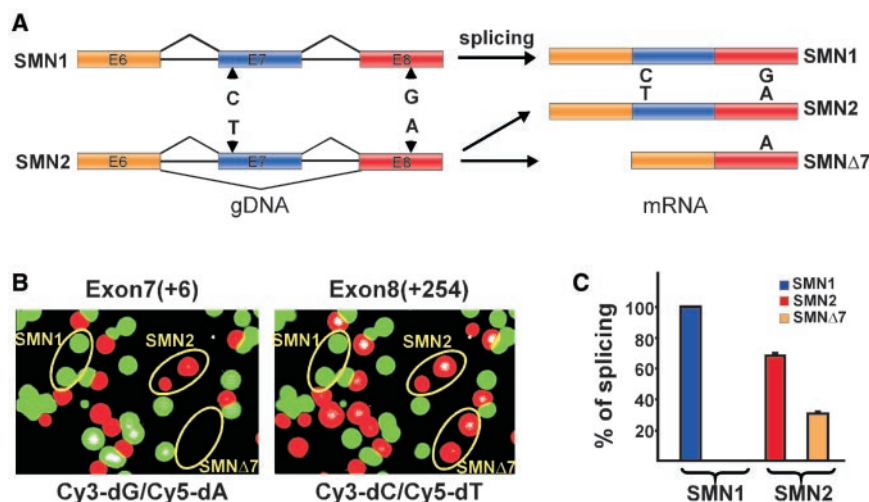 A
SMN1 E6 E7 E8 splicing SMN1
C G
C G T A
T A SMN2
SMN2 E6 E7 E8 A
SMNΔ7
gDNA mRNA
B
Exon7(+6) Exon8(+254)
SMN1 SMN2 SMN1 SMN2
SMNΔ7 SMNΔ7
Cy3-dG/Cy5-dA Cy3-dC/Cy5-dT
C
SMN1
SMN2
SMNΔ7
% of splicing
100
80
60
40
20
SMN1 SMN2